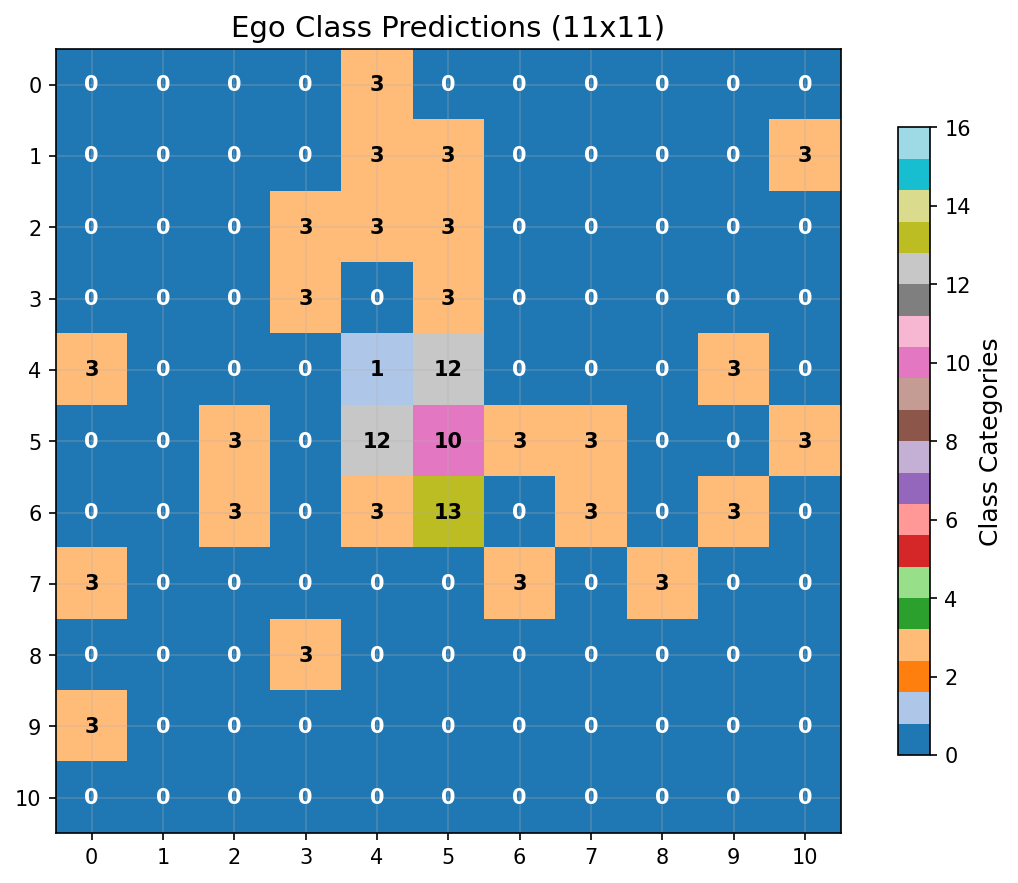 Ego Class Predictions (11x11)
0 0 0 0 0 3 0 0 0 0 0 0
1 0 0 0 0 3 3 0 0 0 0 3
2 0 0 0 3 3 3 0 0 0 0 0
3 0 0 0 3 0 3 0 0 0 0 0
4 3 0 0 0 1 12 0 0 0 3 0
5 0 0 3 0 12 10 3 3 0 0 3
6 0 0 3 0 3 13 0 3 0 3 0
7 3 0 0 0 0 0 3 0 3 0 0
8 0 0 0 3 0 0 0 0 0 0 0
9 3 0 0 0 0 0 0 0 0 0 0
10 0 0 0 0 0 0 0 0 0 0 0
0 1 2 3 4 5 6 7 8 9 10
16
14
12
10
8
6
4
2
0
Class Categories